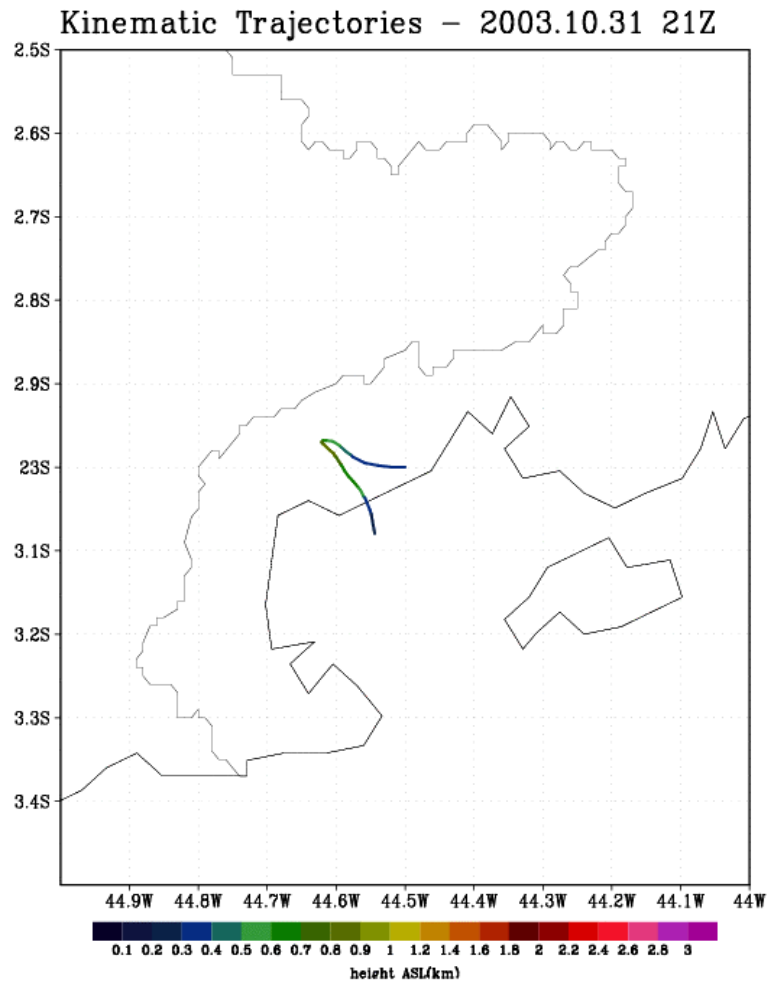 Kinematic Trajectories - 2003.10.31 21Z
2.5S
2.6S
2.7S
2.8S
2.9S
23S
3.1S
3.2S
3.3S
3.4S
44.9W 44.8W 44.7W 44.6W 44.5W 44.4W 44.3W 44.2W 44.1W 44W
0.1 0.2 0.3 0.4 0.5 0.6 0.7 0.8 0.9 1 1.2 1.4 1.6 1.8 2 2.2 2.4 2.6 2.8 3
height ASL(km)